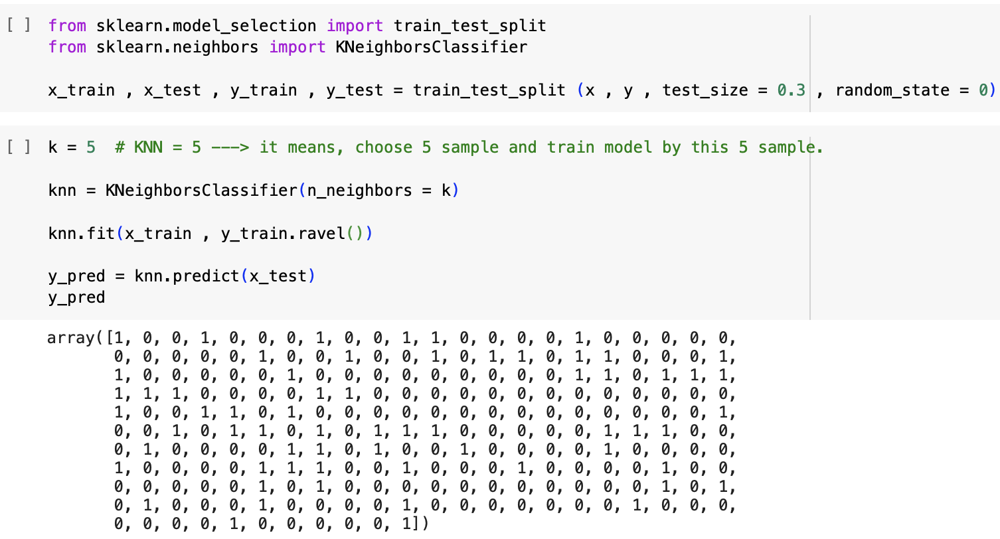 [ ] from sklearn.model_selection import train_test_split
from sklearn.neighbors import KNeighborsClassifier
x_train , x_test , y_train , y_test = train_test_split (x , y , test_size = 0.3 , random_state = 0)
[ ] k = 5  # KNN = 5 ---> it means, choose 5 sample and train model by this 5 sample.
knn = KNeighborsClassifier(n_neighbors = k)
knn.fit(x_train , y_train.ravel())
y_pred = knn.predict(x_test)
y_pred
array([1, 0, 0, 1, 0, 0, 0, 1, 0, 0, 1, 1, 0, 0, 0, 0, 1, 0, 0, 0, 0, 0,
0, 0, 0, 0, 0, 1, 0, 0, 1, 0, 0, 1, 0, 1, 1, 0, 1, 1, 0, 0, 0, 1,
1, 0, 0, 0, 0, 0, 1, 0, 0, 0, 0, 0, 0, 0, 0, 0, 1, 1, 0, 1, 1, 1,
1, 1, 1, 0, 0, 0, 0, 1, 1, 0, 0, 0, 0, 0, 0, 0, 0, 0, 0, 0, 0, 0,
1, 0, 0, 1, 1, 0, 1, 0, 0, 0, 0, 0, 0, 0, 0, 0, 0, 0, 0, 0, 0, 1,
0, 0, 1, 0, 1, 1, 0, 1, 0, 1, 1, 1, 0, 0, 0, 0, 0, 1, 1, 1, 0, 0,
0, 1, 0, 0, 0, 0, 1, 1, 0, 1, 0, 0, 1, 0, 0, 0, 0, 1, 0, 0, 0, 0,
1, 0, 0, 0, 0, 1, 1, 1, 0, 0, 1, 0, 0, 0, 1, 0, 0, 0, 0, 1, 0, 0,
0, 0, 0, 0, 0, 1, 0, 1, 0, 0, 0, 0, 0, 0, 0, 0, 0, 0, 0, 1, 0, 1,
0, 1, 0, 0, 0, 1, 0, 0, 0, 0, 1, 0, 0, 0, 0, 0, 0, 0, 1, 0, 0, 0,
0, 0, 0, 0, 1, 0, 0, 0, 0, 0, 1])